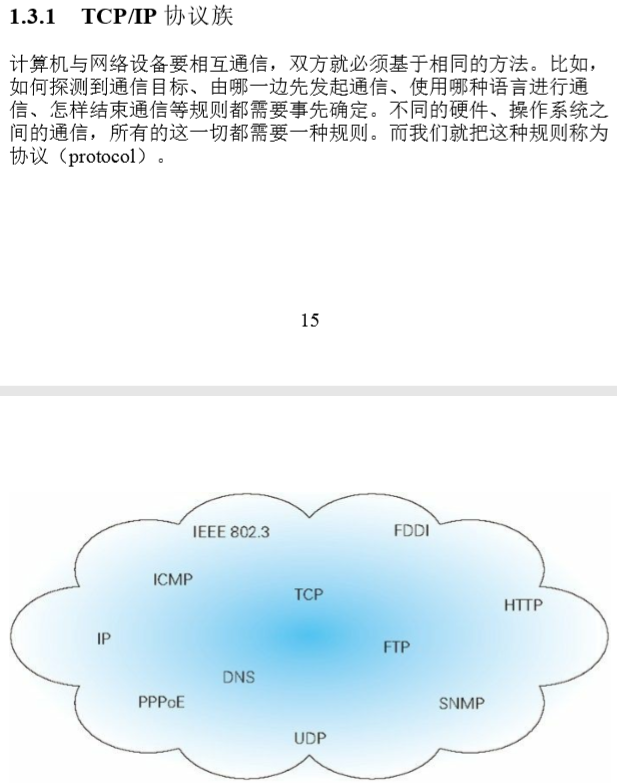 1.3.1 TCP/IP 协议族
计算机与网络设备要相互通信，双方就必须基于相同的方法。比如，
如何探测到通信目标、由哪一边先发起通信、使用哪种语言进行通
信、怎样结束通信等规则都需要事先确定。不同的硬件、操作系统之
间的通信，所有的这一切都需要一种规则。而我们就把这种规则称为
协议（protocol）。
15
IEEE 802.3 FDDI
ICMP
TCP
HTTP
IP
FTP
DNS
PPPoE SNMP
UDP